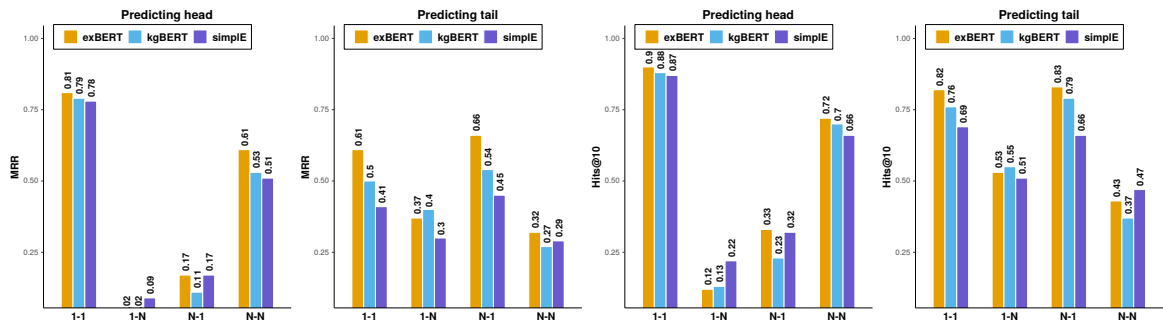 Predicting head
exBERT kgBERT simplE
MRR
1.00
0.75
0.50
0.25
0.81 0.79 0.78
02 02 0.09
0.17 0.11 0.17
0.61 0.53 0.51
1-1 1-N N-1 N-N
Predicting tail
exBERT kgBERT simplE
MRR
1.00
0.75
0.50
0.25
0.61 0.5 0.41
0.37 0.4 0.3
0.66 0.54 0.45
0.32 0.27 0.29
1-1 1-N N-1 N-N
Predicting head
exBERT kgBERT simplE
Hits@10
1.00
0.75
0.50
0.25
0.9 0.88 0.87
0.12 0.13 0.22
0.33 0.23 0.32
0.72 0.7 0.66
1-1 1-N N-1 N-N
Predicting tail
exBERT kgBERT simplE
Hits@10
1.00
0.75
0.50
0.25
0.82 0.76 0.69
0.53 0.55 0.51
0.83 0.79 0.66
0.43 0.37 0.47
1-1 1-N N-1 N-N